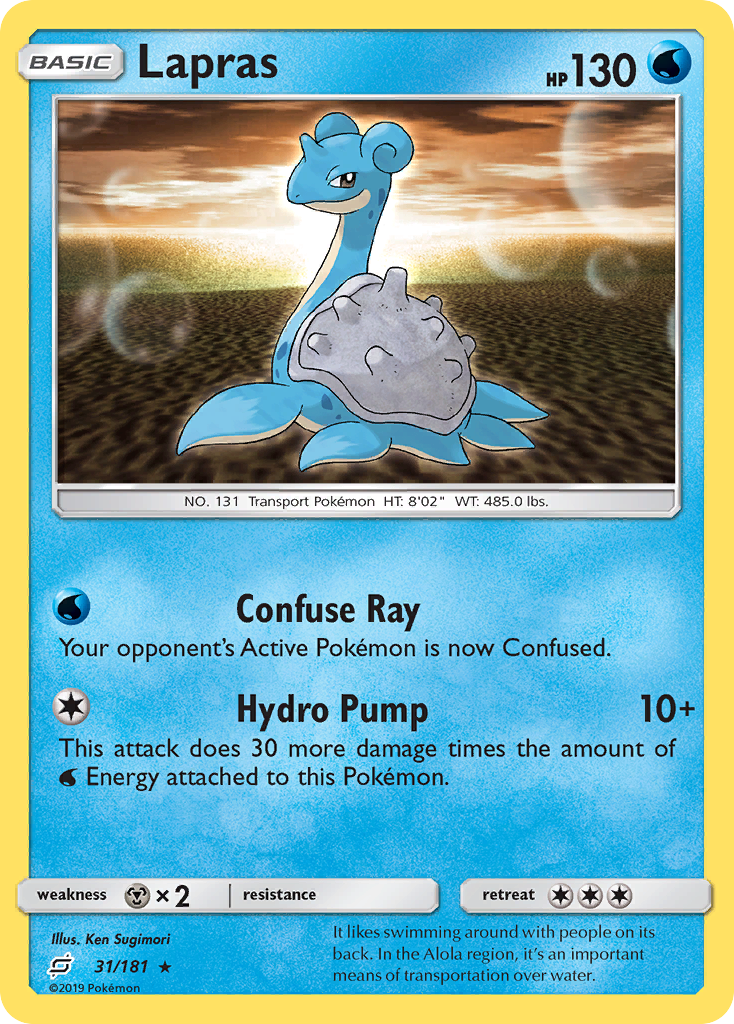 BASIC Lapras HP 130
NO. 131 Transport Pokémon HT: 8'02" WT: 485.0 lbs.
Confuse Ray
Your opponent's Active Pokémon is now Confused.
Hydro Pump 10+
This attack does 30 more damage times the amount of
Energy attached to this Pokémon.
weakness ×2 resistance retreat
Illus. Ken Sugimori
31/181 ★
©2019 Pokémon
It likes swimming around with people on its
back. In the Alola region, it's an important
means of transportation over water.